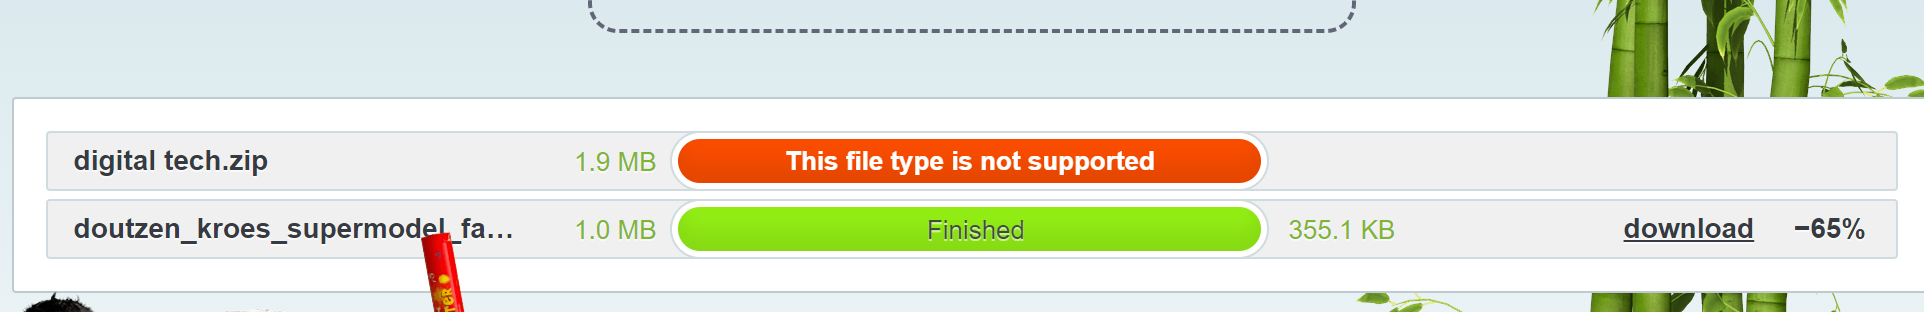 digital tech.zip 1.9 MB This file type is not supported
doutzen_kroes_supermodel_fa... 1.0 MB Finished 355.1 KB download −65%